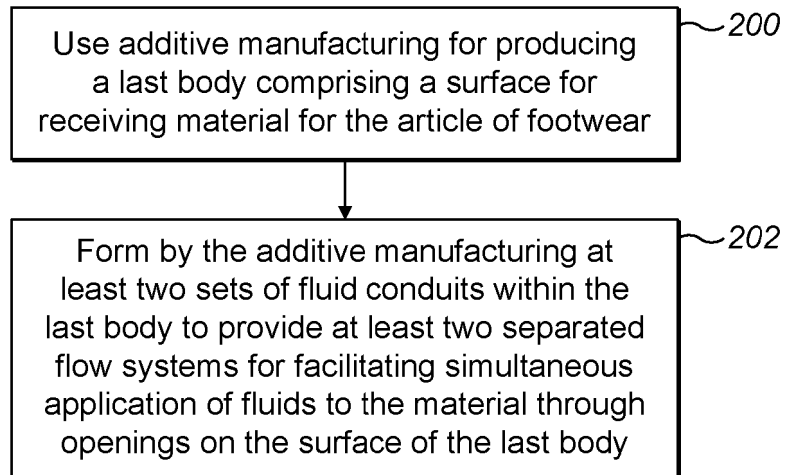 Use additive manufacturing for producing
a last body comprising a surface for
receiving material for the article of footwear
200
Form by the additive manufacturing at
least two sets of fluid conduits within the
last body to provide at least two separated
flow systems for facilitating simultaneous
application of fluids to the material through
openings on the surface of the last body
202